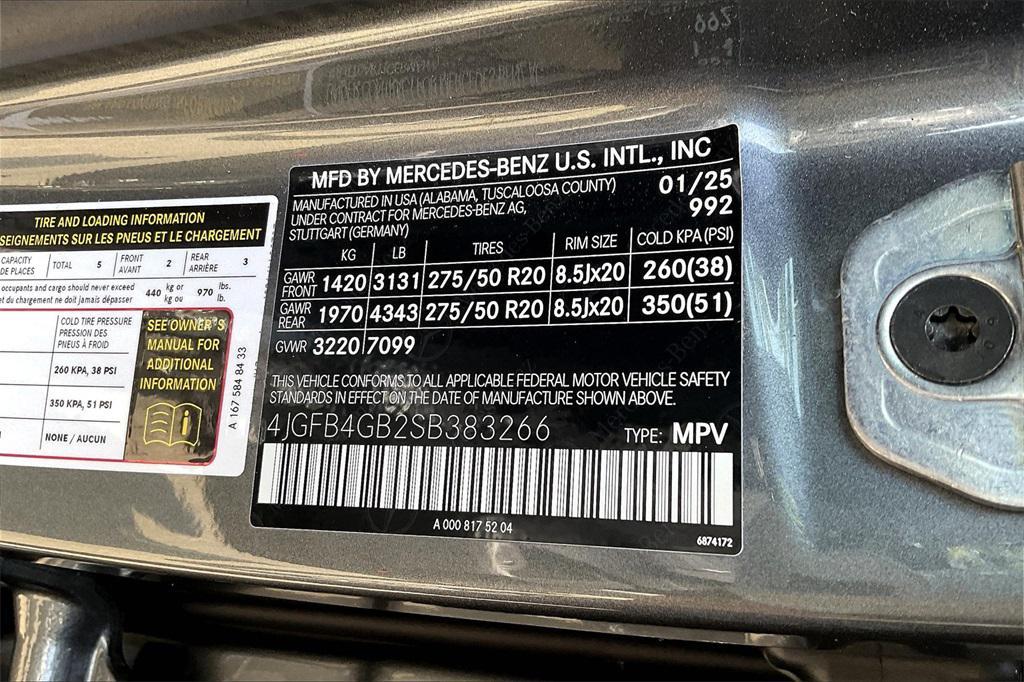 TIRE AND LOADING INFORMATION
SEIGNEMENTS SUR LES PNEUS ET LE CHARGEMENT
CAPACITY TOTAL 5 FRONT 2 REAR 3
DE PLACES AVANT ARRIÈRE
occupants and cargo should never exceed 440 kg or 970 lbs.
et du chargement ne doit jamais dépasser kg ou lb.
COLD TIRE PRESSURE
PRESSION DES
PNEUS À FROID
260 KPA, 38 PSI
350 KPA, 51 PSI
NONE / AUCUN
SEE OWNER'S
MANUAL FOR
ADDITIONAL
INFORMATION
A 167 584 84 33
MFD BY MERCEDES-BENZ U.S. INTL., INC
MANUFACTURED IN USA (ALABAMA, TUSCALOOSA COUNTY) 01/25
UNDER CONTRACT FOR MERCEDES-BENZ AG, 992
STUTTGART (GERMANY)
KG LB TIRES RIM SIZE COLD KPA(PSI)
GAWR FRONT 1420 3131 275/50 R20 8.5Jx20 260(38)
GAWR REAR 1970 4343 275/50 R20 8.5Jx20 350(51)
GVWR 3220 7099
THIS VEHICLE CONFORMS TO ALL APPLICABLE FEDERAL MOTOR VEHICLE SAFETY
STANDARDS IN EFFECT ON THE DATE OF MANUFACTURE SHOWN ABOVE.
4JGFB4GB2SB383266 TYPE: MPV
A 000 817 52 04
6874172